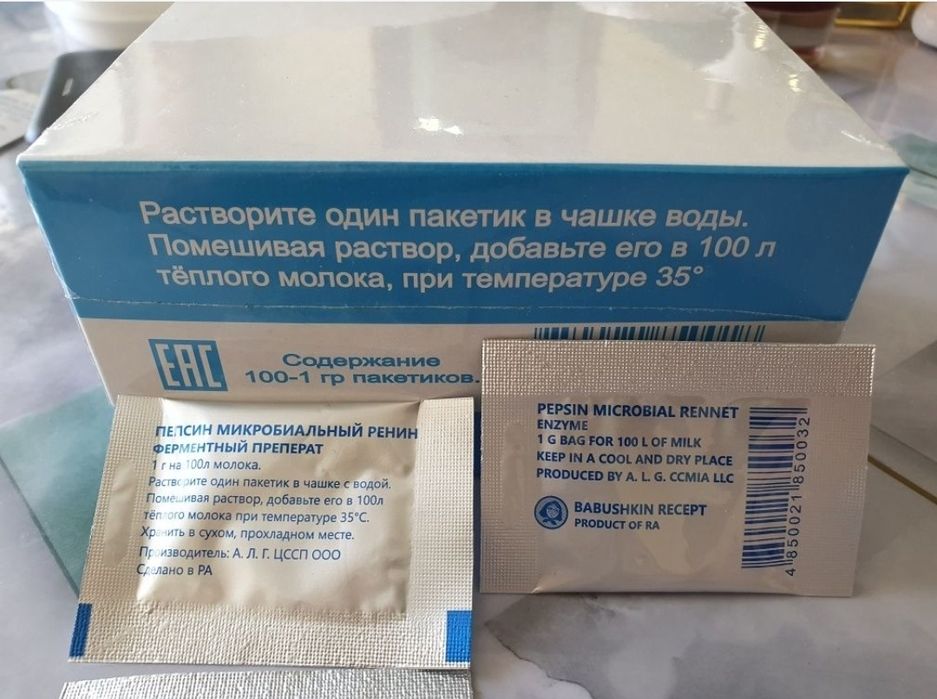 Растворите один пакетик в чашке воды.
Помешивая раствор, добавьте его в 100 л
тёплого молока, при температуре 35°
EAC
Содержание
100-1 гр пакетиков.
ПЕПСИН МИКРОБИАЛЬНЫЙ РЕНИН
ФЕРМЕНТНЫЙ ПРЕПЕРАТ
1 г на 100л молока.
Растворите один пакетик в чашке с водой.
Помешивая раствор, добавьте его в 100л
тёплого молока при температуре 35°С.
Хранить в сухом, прохладном месте.
Производитель: А. Л. Г. ЦССП ООО
Сделано в РА
PEPSIN MICROBIAL RENNET
ENZYME
1 G BAG FOR 100 L OF MILK
KEEP IN A COOL AND DRY PLACE
PRODUCED BY A. L. G. CCMIA LLC
BABUSHKIN RECEPT
PRODUCT OF RA
4 850021 850032